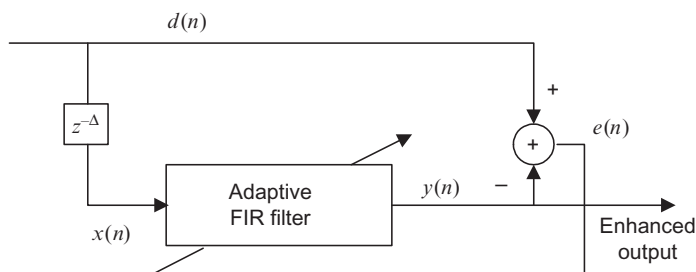 d(n)
+
z^{-Δ}
+
e(n)
Adaptive
FIR filter
y(n)
−
x(n)
Enhanced
output